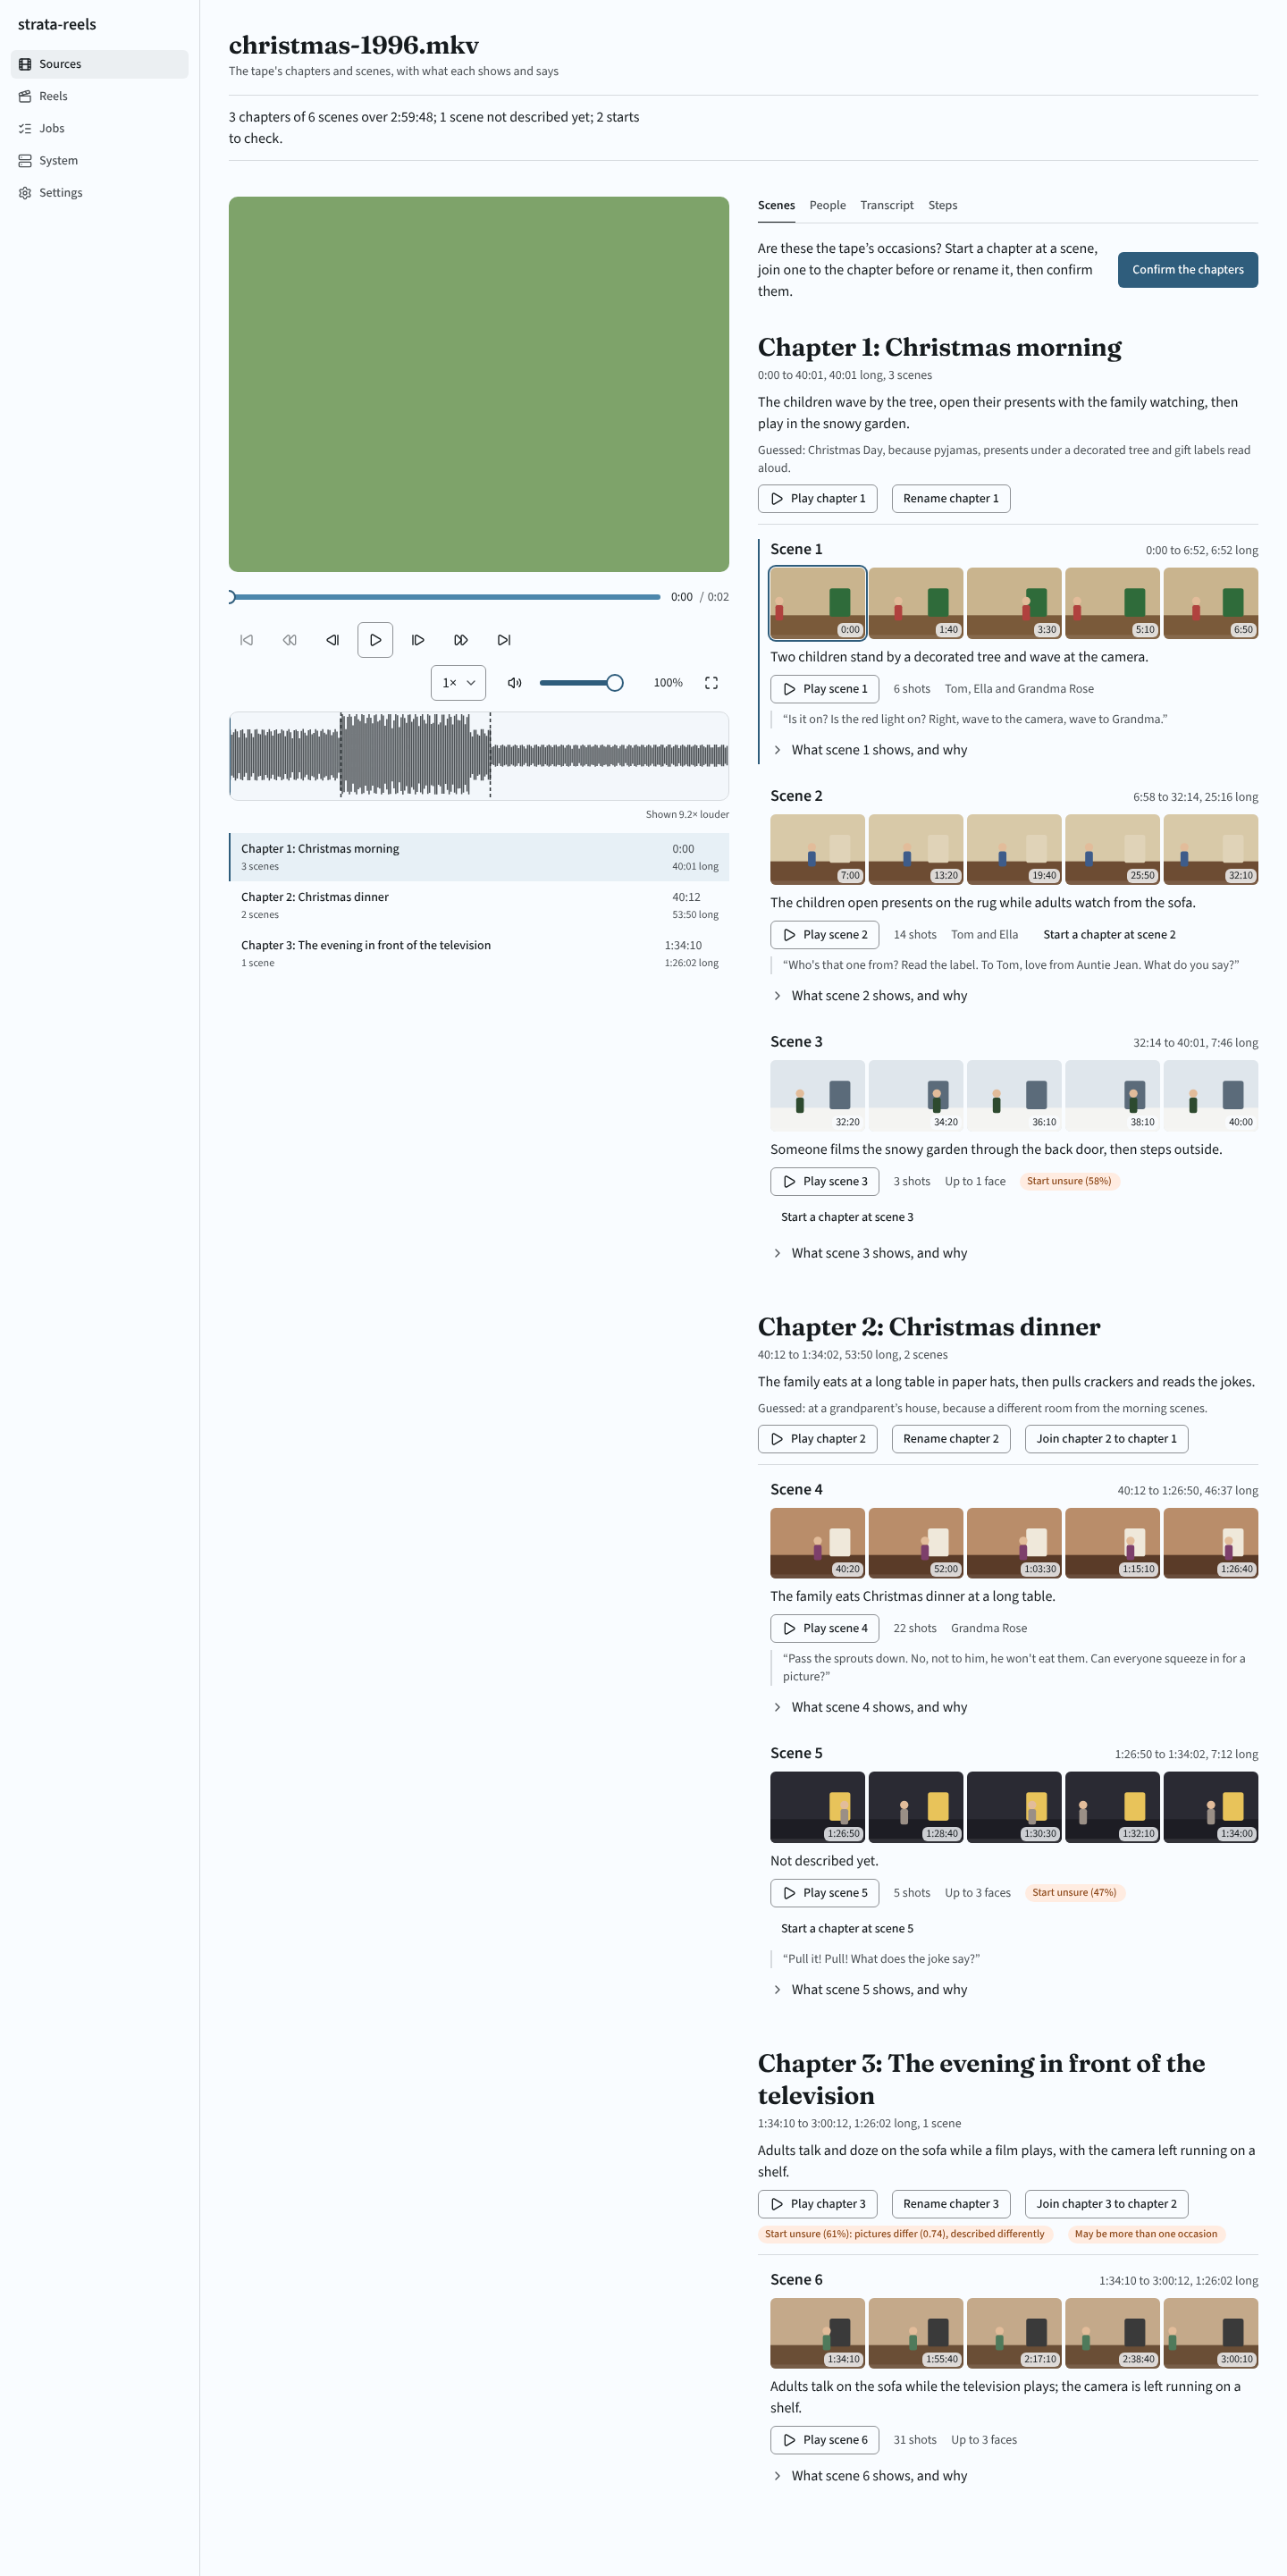 strata-reels
Sources
Reels
Jobs
System
Settings
christmas-1996.mkv
The tape's chapters and scenes, with what each shows and says
3 chapters of 6 scenes over 2:59:48; 1 scene not described yet; 2 starts
to check.
0:00 / 0:02
1×
100%
Shown 9.2× louder
Chapter 1: Christmas morning 0:00
3 scenes 40:01 long
Chapter 2: Christmas dinner 40:12
2 scenes 53:50 long
Chapter 3: The evening in front of the television 1:34:10
1 scene 1:26:02 long
Scenes People Transcript Steps
Are these the tape’s occasions? Start a chapter at a scene,
join one to the chapter before or rename it, then confirm
them.
Confirm the chapters
Chapter 1: Christmas morning
0:00 to 40:01, 40:01 long, 3 scenes
The children wave by the tree, open their presents with the family watching, then
play in the snowy garden.
Guessed: Christmas Day, because pyjamas, presents under a decorated tree and gift labels read
aloud.
Play chapter 1 Rename chapter 1
Scene 1 0:00 to 6:52, 6:52 long
0:00 1:40 3:30 5:10 6:50
Two children stand by a decorated tree and wave at the camera.
Play scene 1 6 shots Tom, Ella and Grandma Rose
“Is it on? Is the red light on? Right, wave to the camera, wave to Grandma.”
What scene 1 shows, and why
Scene 2 6:58 to 32:14, 25:16 long
7:00 13:20 19:40 25:50 32:10
The children open presents on the rug while adults watch from the sofa.
Play scene 2 14 shots Tom and Ella Start a chapter at scene 2
“Who's that one from? Read the label. To Tom, love from Auntie Jean. What do you say?”
What scene 2 shows, and why
Scene 3 32:14 to 40:01, 7:46 long
32:20 34:20 36:10 38:10 40:00
Someone films the snowy garden through the back door, then steps outside.
Play scene 3 3 shots Up to 1 face Start unsure (58%)
Start a chapter at scene 3
What scene 3 shows, and why
Chapter 2: Christmas dinner
40:12 to 1:34:02, 53:50 long, 2 scenes
The family eats at a long table in paper hats, then pulls crackers and reads the jokes.
Guessed: at a grandparent’s house, because a different room from the morning scenes.
Play chapter 2 Rename chapter 2 Join chapter 2 to chapter 1
Scene 4 40:12 to 1:26:50, 46:37 long
40:20 52:00 1:03:30 1:15:10 1:26:40
The family eats Christmas dinner at a long table.
Play scene 4 22 shots Grandma Rose
“Pass the sprouts down. No, not to him, he won't eat them. Can everyone squeeze in for a
picture?”
What scene 4 shows, and why
Scene 5 1:26:50 to 1:34:02, 7:12 long
1:26:50 1:28:40 1:30:30 1:32:10 1:34:00
Not described yet.
Play scene 5 5 shots Up to 3 faces Start unsure (47%)
Start a chapter at scene 5
“Pull it! Pull! What does the joke say?”
What scene 5 shows, and why
Chapter 3: The evening in front of the
television
1:34:10 to 3:00:12, 1:26:02 long, 1 scene
Adults talk and doze on the sofa while a film plays, with the camera left running on a
shelf.
Play chapter 3 Rename chapter 3 Join chapter 3 to chapter 2
Start unsure (61%): pictures differ (0.74), described differently May be more than one occasion
Scene 6 1:34:10 to 3:00:12, 1:26:02 long
1:34:10 1:55:40 2:17:10 2:38:40 3:00:10
Adults talk on the sofa while the television plays; the camera is left running on a
shelf.
Play scene 6 31 shots Up to 3 faces
What scene 6 shows, and why